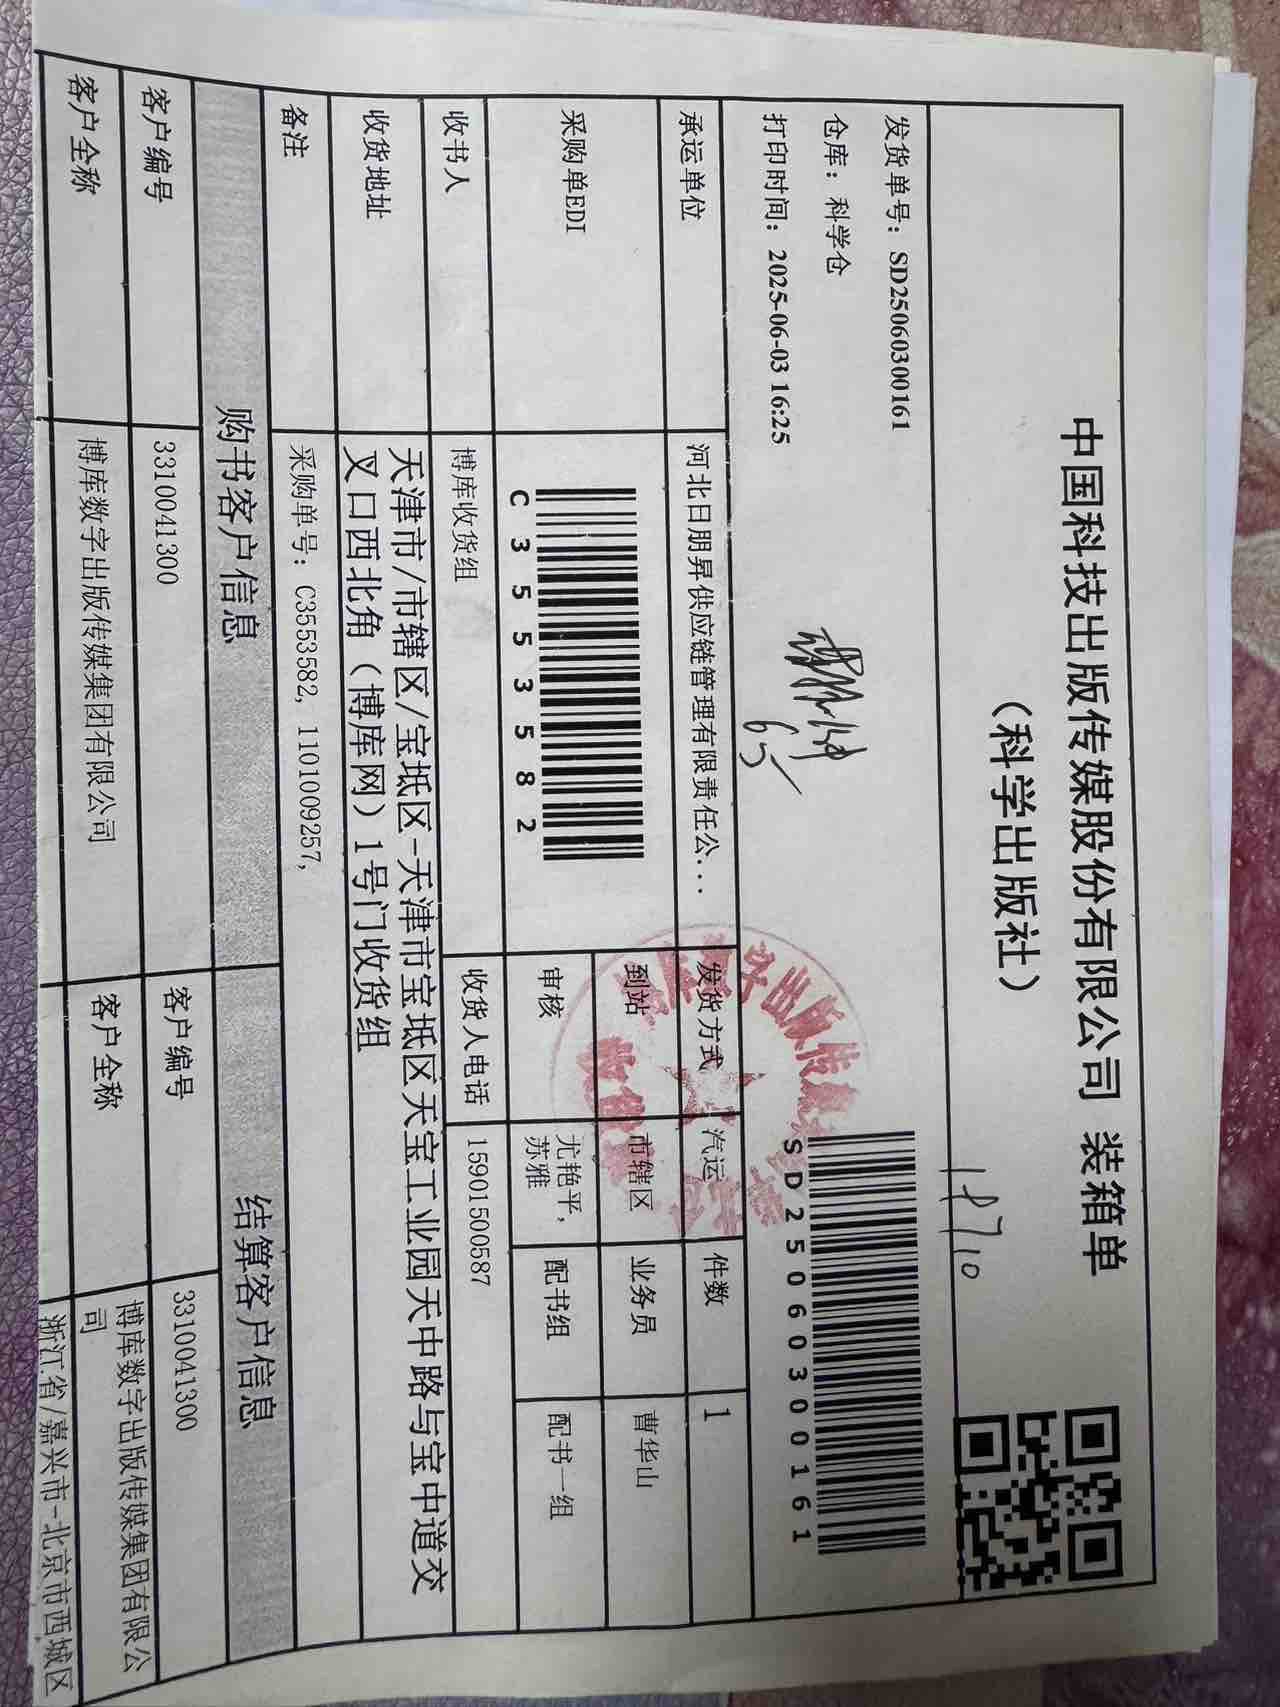 中国科技出版传媒股份有限公司 装箱单
（科学出版社）
发货单号：SD25060300161
仓库：科学仓
打印时间：2025-06-03 16:25
SD25060300161
承运单位 河北日朋昇供应链管理有限责任公... 发货方式 汽运 件数 1
采购单EDI C3553582 到站 市辖区 业务员 曹华山
审核 尤艳平，苏雅 配书组 配书一组
收书人 博库收货组 收货人电话 15901500587
收货地址 天津市/市辖区/宝坻区-天津市宝坻区天宝工业园天中路与宝中道交
叉口西北角（博库网）1号门收货组
备注 采购单号：C3553582，1101009257，
购书客户信息 结算客户信息
客户编号 3310041300 客户编号 3310041300
客户全称 博库数字出版传媒集团有限公司 客户全称 博库数字出版传媒集团有限公
司
浙江省/嘉兴市-北京市西城区